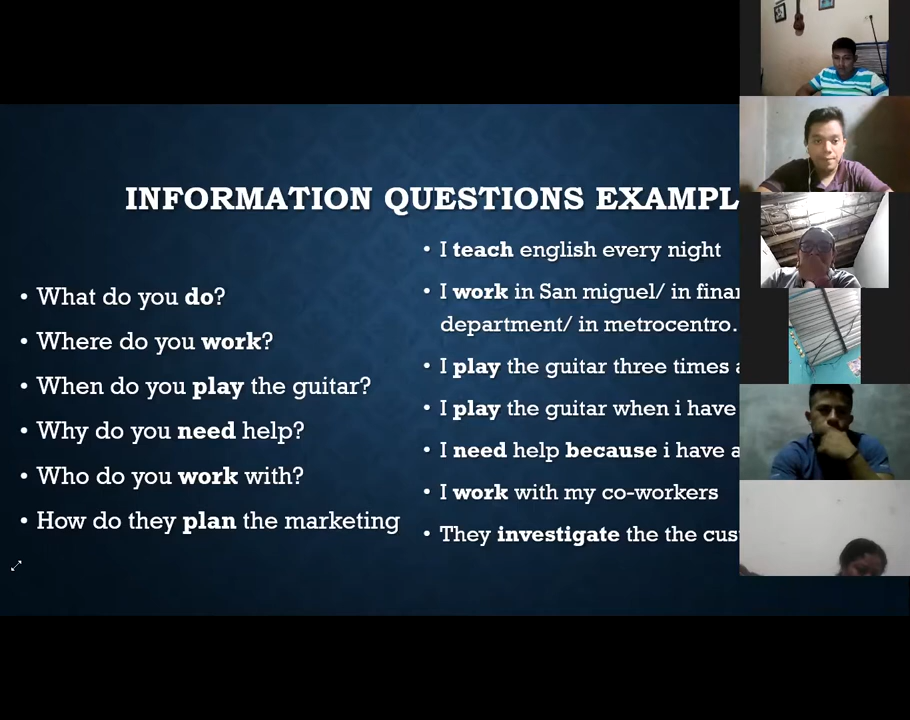 INFORMATION QUESTIONS EXAMPL
What do you do?
Where do you work?
When do you play the guitar?
Why do you need help?
Who do you work with?
How do they plan the marketing
I teach english every night
I work in San miguel/ in finan
department/ in metrocentro.
I play the guitar three times a
I play the guitar when i have
I need help because i have a
I work with my co-workers
They investigate the the cus